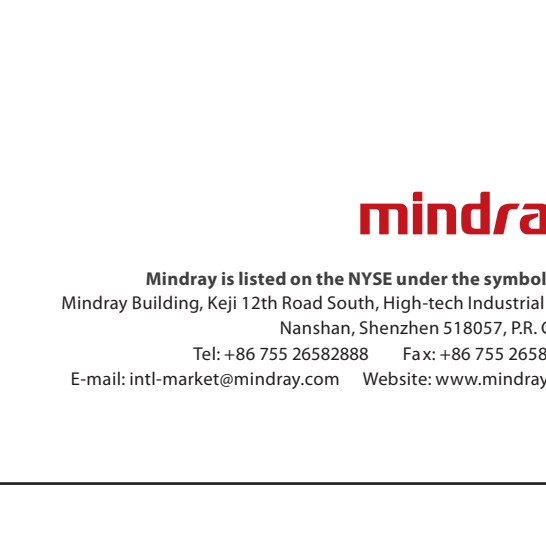 mindra
Mindray is listed on the NYSE under the symbol
Mindray Building, Keji 12th Road South, High-tech Industrial
Nanshan, Shenzhen 518057, P.R.
Tel: +86 755 26582888 Fax: +86 755 2658
E-mail: intl-market@mindray.com Website: www.mindray